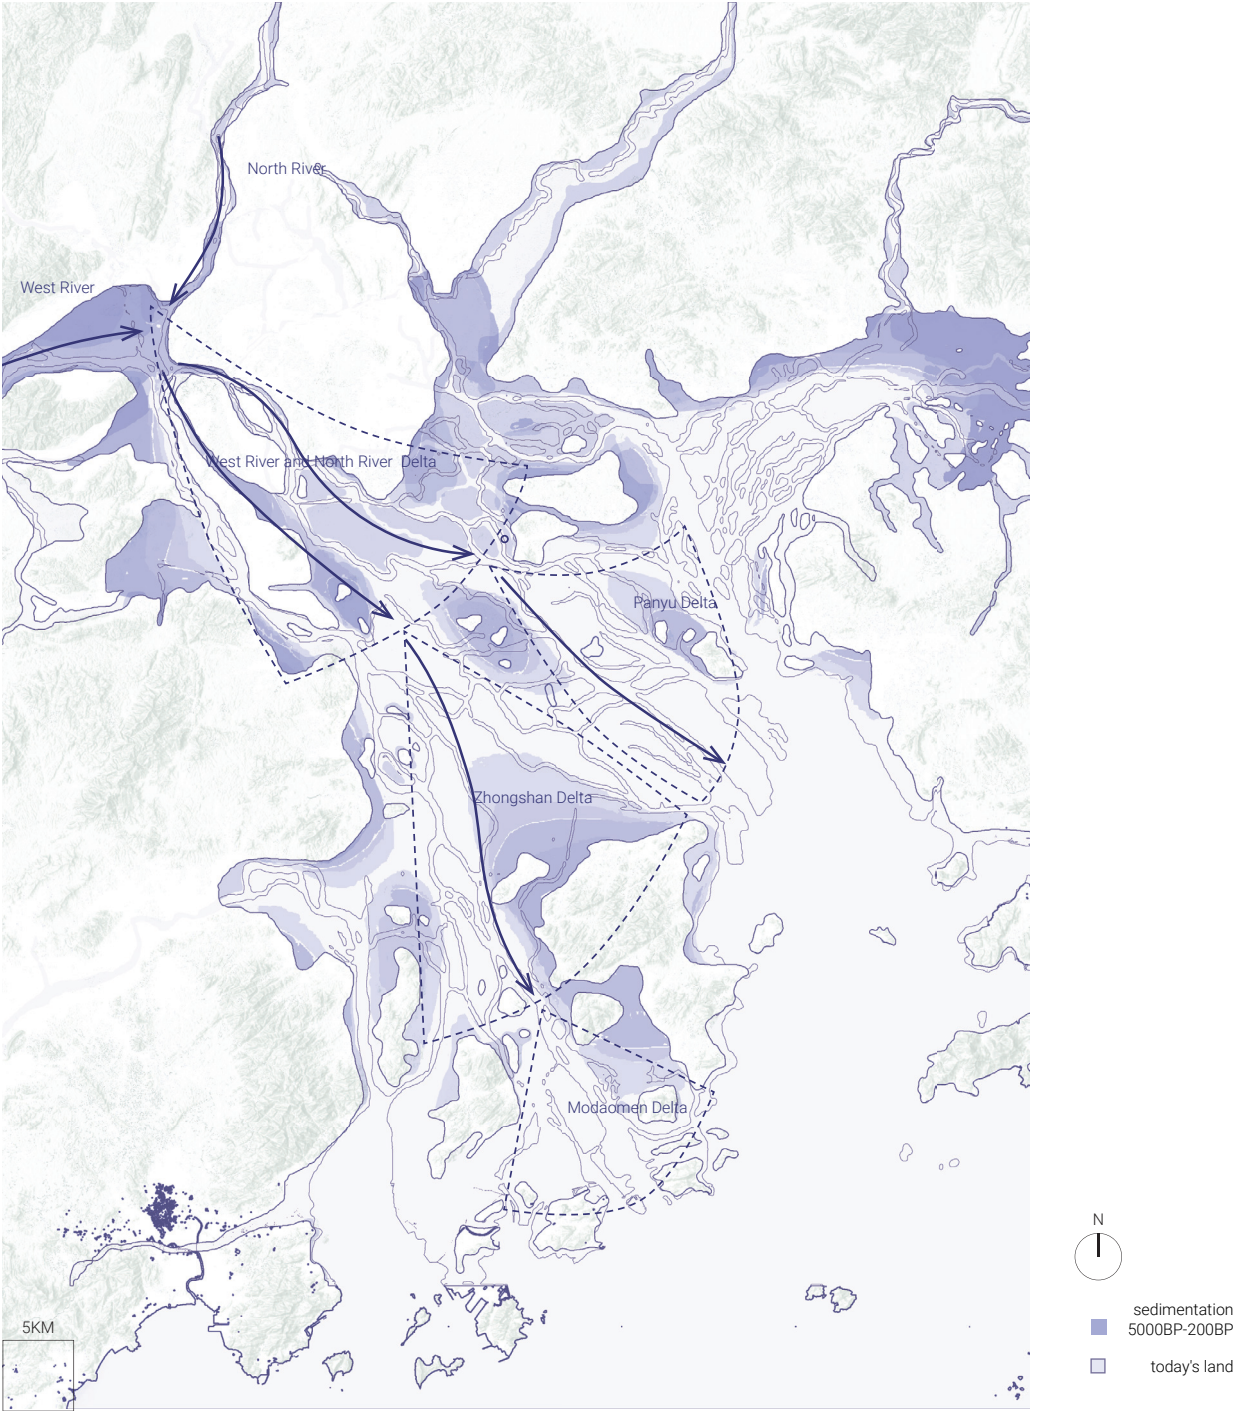 North River
West River
West River and North River Delta
Panyu Delta
Zhongshan Delta
Modaomen Delta
5KM
N
sedimentation
5000BP-200BP
today's land